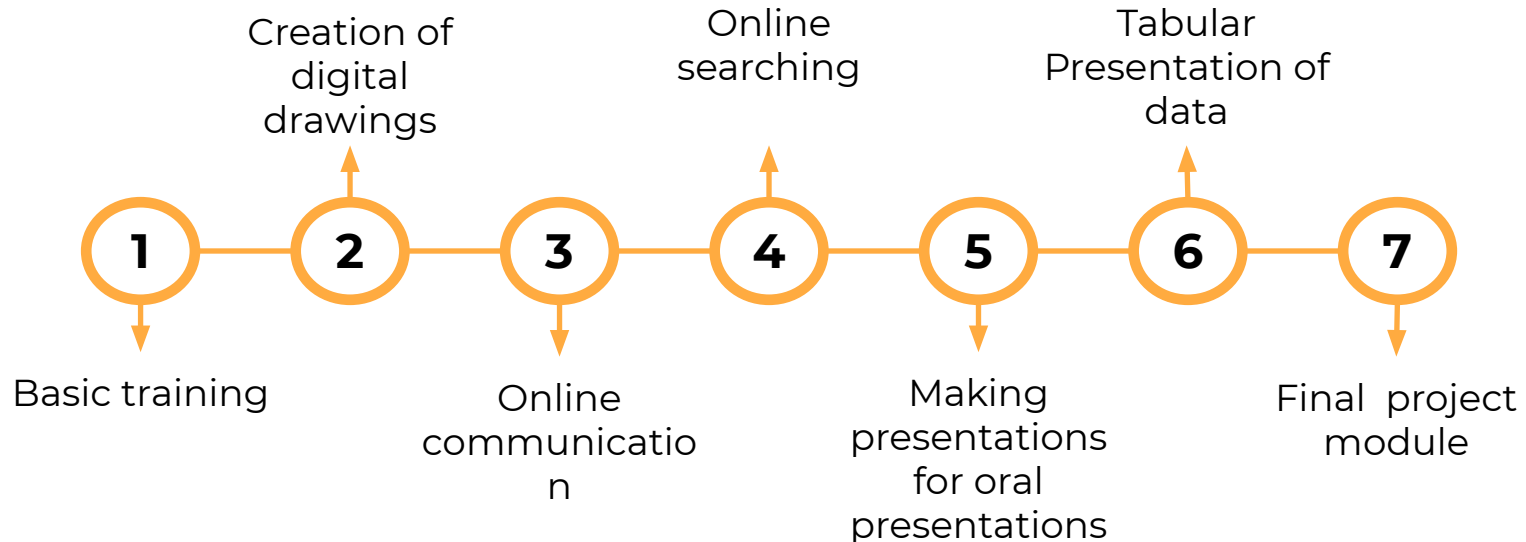 Creation of
digital
drawings
Online
searching
Tabular
Presentation of
data
1
2
3
4
5
6
7
Basic training
Online
communicatio
n
Making
presentations
for oral
presentations
Final project
module